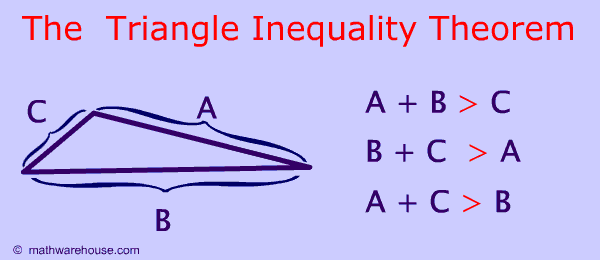 The Triangle Inequality Theorem
C
A
B
A + B > C
B + C > A
A + C > B
© mathwarehouse.com